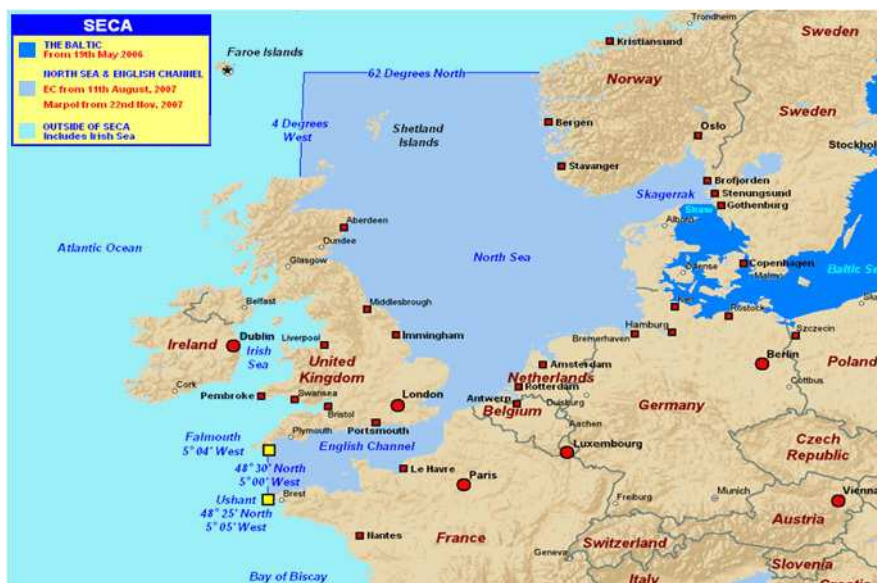 SECA
THE BALTIC
From 19th May 2006
NORTH SEA & ENGLISH CHANNEL
EC from 11th August, 2007
Marpol from 22nd Nov, 2007
OUTSIDE OF SECA
Includes Irish Sea
Faroe Islands
Trondheim
Kristiansund
Sweden
62 Degrees North
Norway
4 Degrees
West
Shetland
Islands
Bergen
Oslo
Sweden
Stockhol
Stavanger
Brofjorden
Skagerrak
Stenungsund
Gothenburg
Skaw
Alborg
Aberdeen
Atlantic Ocean
Dundee
North Sea
Glasgow
Copenhagen
Odense
Malmo
Baltic Se
Belfast
Middlesbrough
Kiel
Rostock
Dublin
Ireland
Irish
Sea
Liverpool
Immingham
Bremerhaven
Hamburg
Szczecin
United
Kingdom
Amsterdam
Berlin
Poland
Cork
Pembroke
Swansea
London
Rotterdam
Netherlands
Cottbus
Bristol
Antwerp
Belgium
Duisburg
Germany
Portsmouth
Aachen
Falmouth
5° 04' West
Plymouth
English Channel
Luxembourg
Czech
Republic
48° 30' North
5° 00' West
Le Havre
Paris
Ushant
48° 25' North
5° 05' West
Brest
Freiburg
Munich
Vienna
Austria
Nantes
France
Switzerland
Geneva
Slovenia
Bay of Biscay
Italy